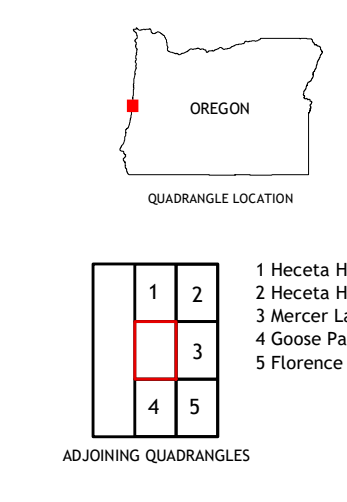 OREGON
QUADRANGLE LOCATION
1
2
3
4
5
1 Heceta H
2 Heceta H
3 Mercer La
4 Goose Pa
5 Florence
ADJOINING QUADRANGLES